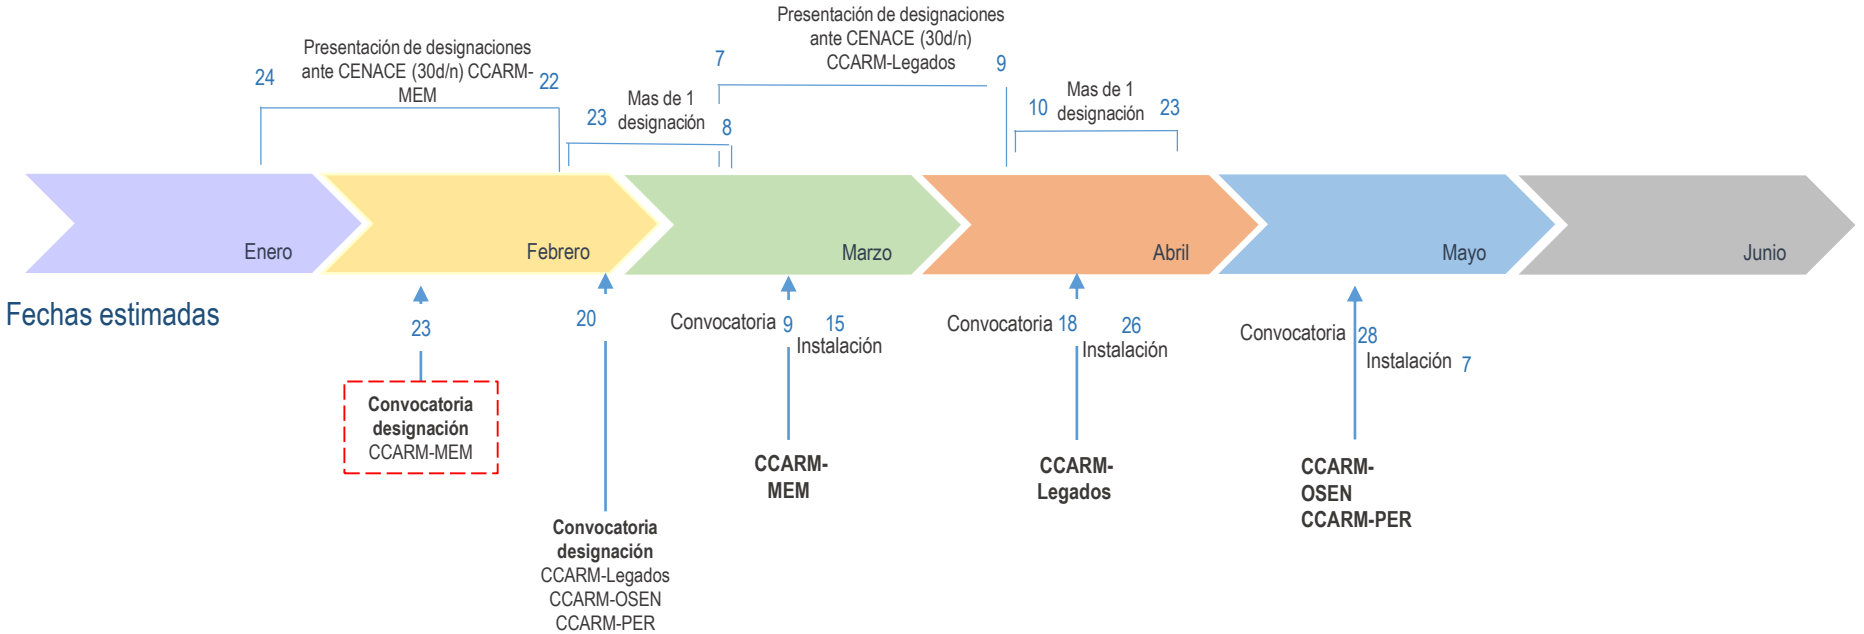 Presentación de designaciones
ante CENACE (30d/n) CCARM-
MEM
24
22
23
Mas de 1
designación
8
Presentación de designaciones
ante CENACE (30d/n)
CCARM-Legados
7
9
10
Mas de 1
designación
23
Enero
Febrero
Marzo
Abril
Mayo
Junio
Fechas estimadas
23
Convocatoria
designación
CCARM-MEM
20
Convocatoria
designación
CCARM-Legados
CCARM-OSEN
CCARM-PER
Convocatoria 9 15
Instalación
CCARM-
MEM
Convocatoria 18 26
Instalación
CCARM-
Legados
Convocatoria 28
Instalación 7
CCARM-
OSEN
CCARM-PER